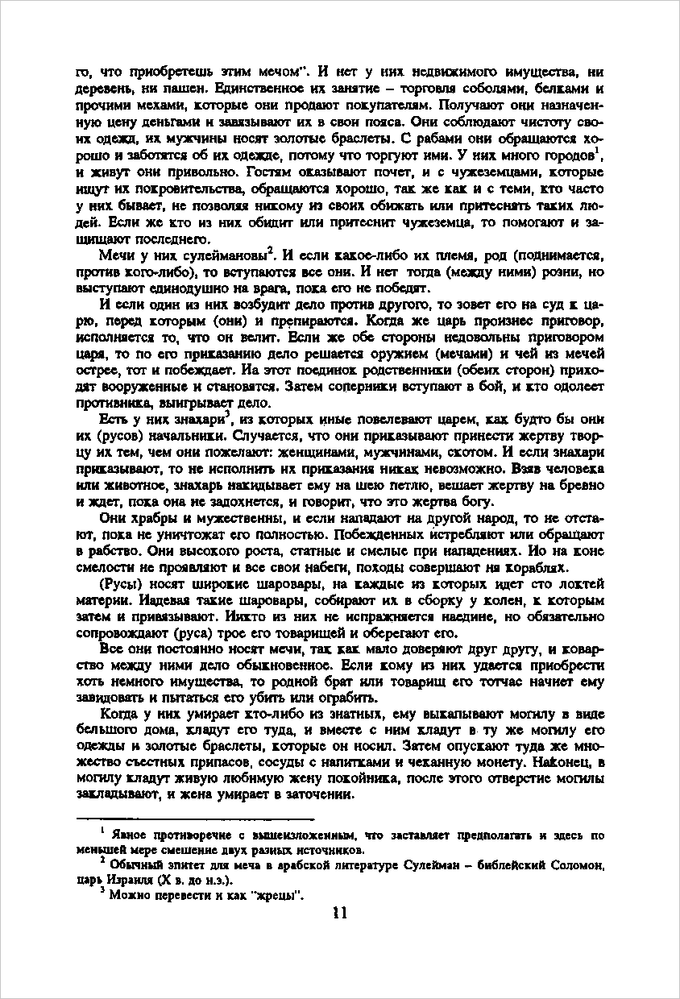 го, что приобретешь этим мечом". И нет у них недвижимого имущества, ни
деревень, ни пашен. Единственное их занятие – торговля соболями, белками и
прочими мехами, которые они продают покупателям. Получают они назначен-
ную цену деньгами и завязывают их в свои пояса. Они соблюдают чистоту сво-
их одежд, их мужчины носят золотые браслеты. С рабами они обращаются хо-
рошо и заботятся об их одежде, потому что торгуют ими. У них много городов¹,
и живут они привольно. Гостям оказывают почет, и с чужеземцами, которые
ищут их покровительства, обращаются хорошо, так же как и с теми, кто часто
у них бывает, не позволяя никому из своих обижать или притеснять таких лю-
дей. Если же кто из них обидит или притеснит чужеземца, то помогают и за-
щищают последнего.
Мечи у них сулеймановы². И если какое-либо их племя, род (поднимается,
против кого-либо), то вступаются все они. И нет тогда (между ними) розни, но
выступают единодушно на врага, пока его не победят.
И если один из них возбудит дело против другого, то зовет его на суд к ца-
рю, перед которым (они) и препираются. Когда же царь произнес приговор,
исполняется то, что он велит. Если же обе стороны недовольны приговором
царя, то по его приказанию дело решается оружием (мечами) и чей из мечей
острее, тот и побеждает. Иа этот поединок родственники (обеих сторон) прихо-
дят вооруженные и становятся. Затем соперники вступают в бой, и кто одолеет
противника, выигрывает дело.
Есть у них знахари³, из которых иные повелевают царем, как будто бы они
их (русов) начальники. Случается, что они приказывают принести жертву твор-
цу их тем, чем они пожелают: женщинами, мужчинами, скотом. И если знахари
приказывают, то не исполнить их приказания никак невозможно. Взяв человека
или животное, знахарь накидывает ему на шею петлю, вешает жертву на бревно
и ждет, пока она не задохнется, и говорит, что это жертва богу.
Они храбры и мужественны, и если нападают на другой народ, то не отста-
ют, пока не уничтожат его полностью. Побежденных истребляют или обращают
в рабство. Они высокого роста, статные и смелые при нападениях. Ио на коне
смелости не проявляют и все свои набеги, походы совершают на кораблях.
(Русы) носят широкие шаровары, на каждые из которых идет сто локтей
материи. Иадевая такие шаровары, собирают их в сборку у колен, к которым
затем и привязывают. Иикто из них не испражняется наедине, но обязательно
сопровождают (руса) трое его товарищей и оберегают его.
Все они постоянно носят мечи, так как мало доверяют друг другу, и ковар-
ство между ними дело обыкновенное. Если кому из них удается приобрести
хоть немного имущества, то родной брат или товарищ его тотчас начнет ему
завидовать и пытаться его убить или ограбить.
Когда у них умирает кто-либо из знатных, ему выкапывают могилу в виде
большого дома, кладут его туда, и вместе с ним кладут в ту же могилу его
одежды и золотые браслеты, которые он носил. Затем опускают туда же мно-
жество съестных припасов, сосуды с напитками и чеканную монету. Наконец, в
могилу кладут живую любимую жену покойника, после этого отверстие могилы
закладывают, и жена умирает в заточении.
¹ Явное противоречие с вышеизложенным, что заставляет предполагать и здесь по
меньшей мере смешение двух разных источников.
² Обычный эпитет для меча в арабской литературе Сулейман – библейский Соломон,
царь Израиля (X в. до н.э.).
³ Можно перевести и как "жрецы".
11